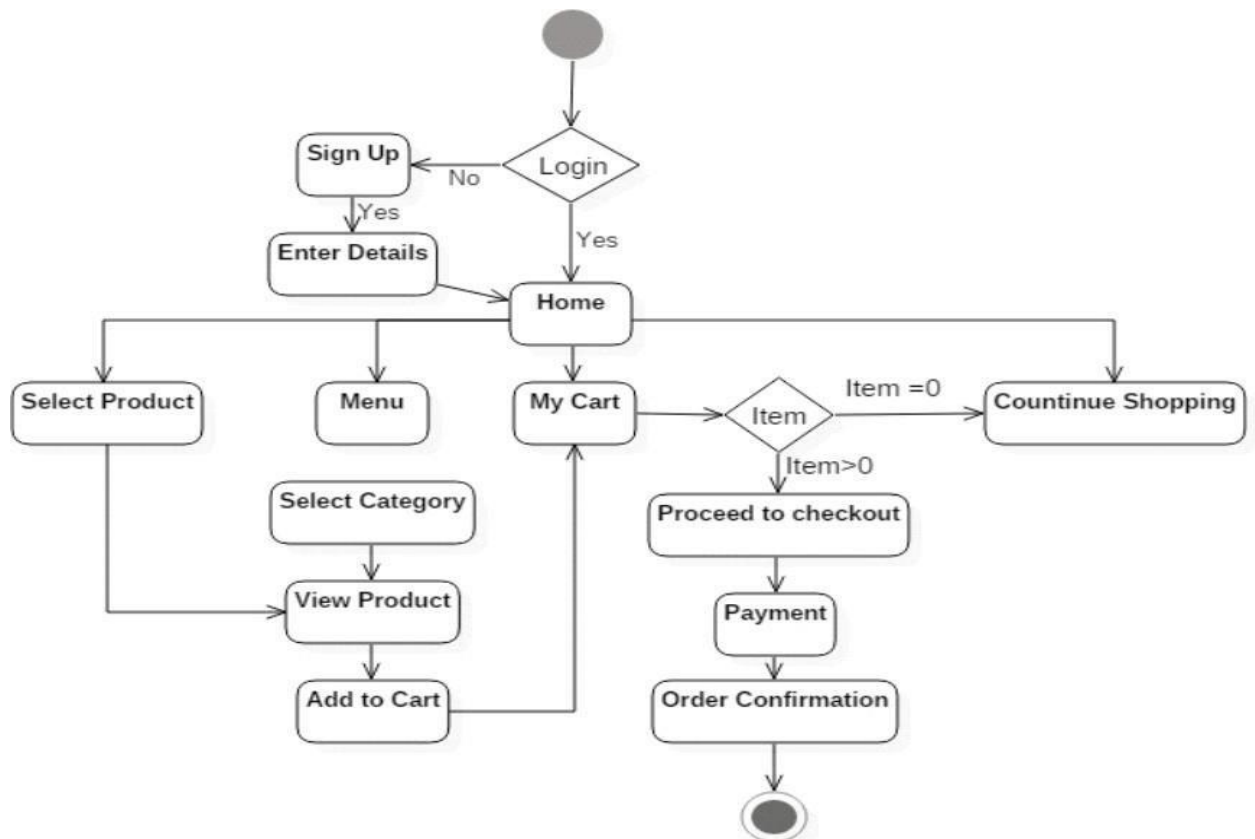 Login
Sign Up
No
Yes
Yes
Enter Details
Home
Select Product
Menu
My Cart
Item
Item =0
Countinue Shopping
Item>0
Select Category
Proceed to checkout
View Product
Payment
Add to Cart
Order Confirmation